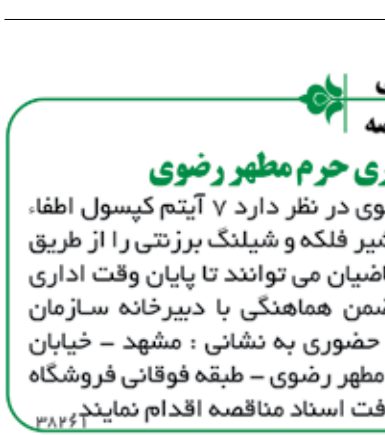 سه
ری حرم مطهر رضوی
وی در نظر دارد ۷ آیتم کپسول اطفاء
شیر فلکه و شیلنگ برزنتی را از طریق
اضیان می توانند تا پایان وقت اداری
ضمن هماهنگی با دبیرخانه سازمان
حضوری به نشانی : مشهد – خیابان
مطهر رضوی – طبقه فوقانی فروشگاه
فت اسناد مناقصه اقدام نمایند
۳۸۲۶۱